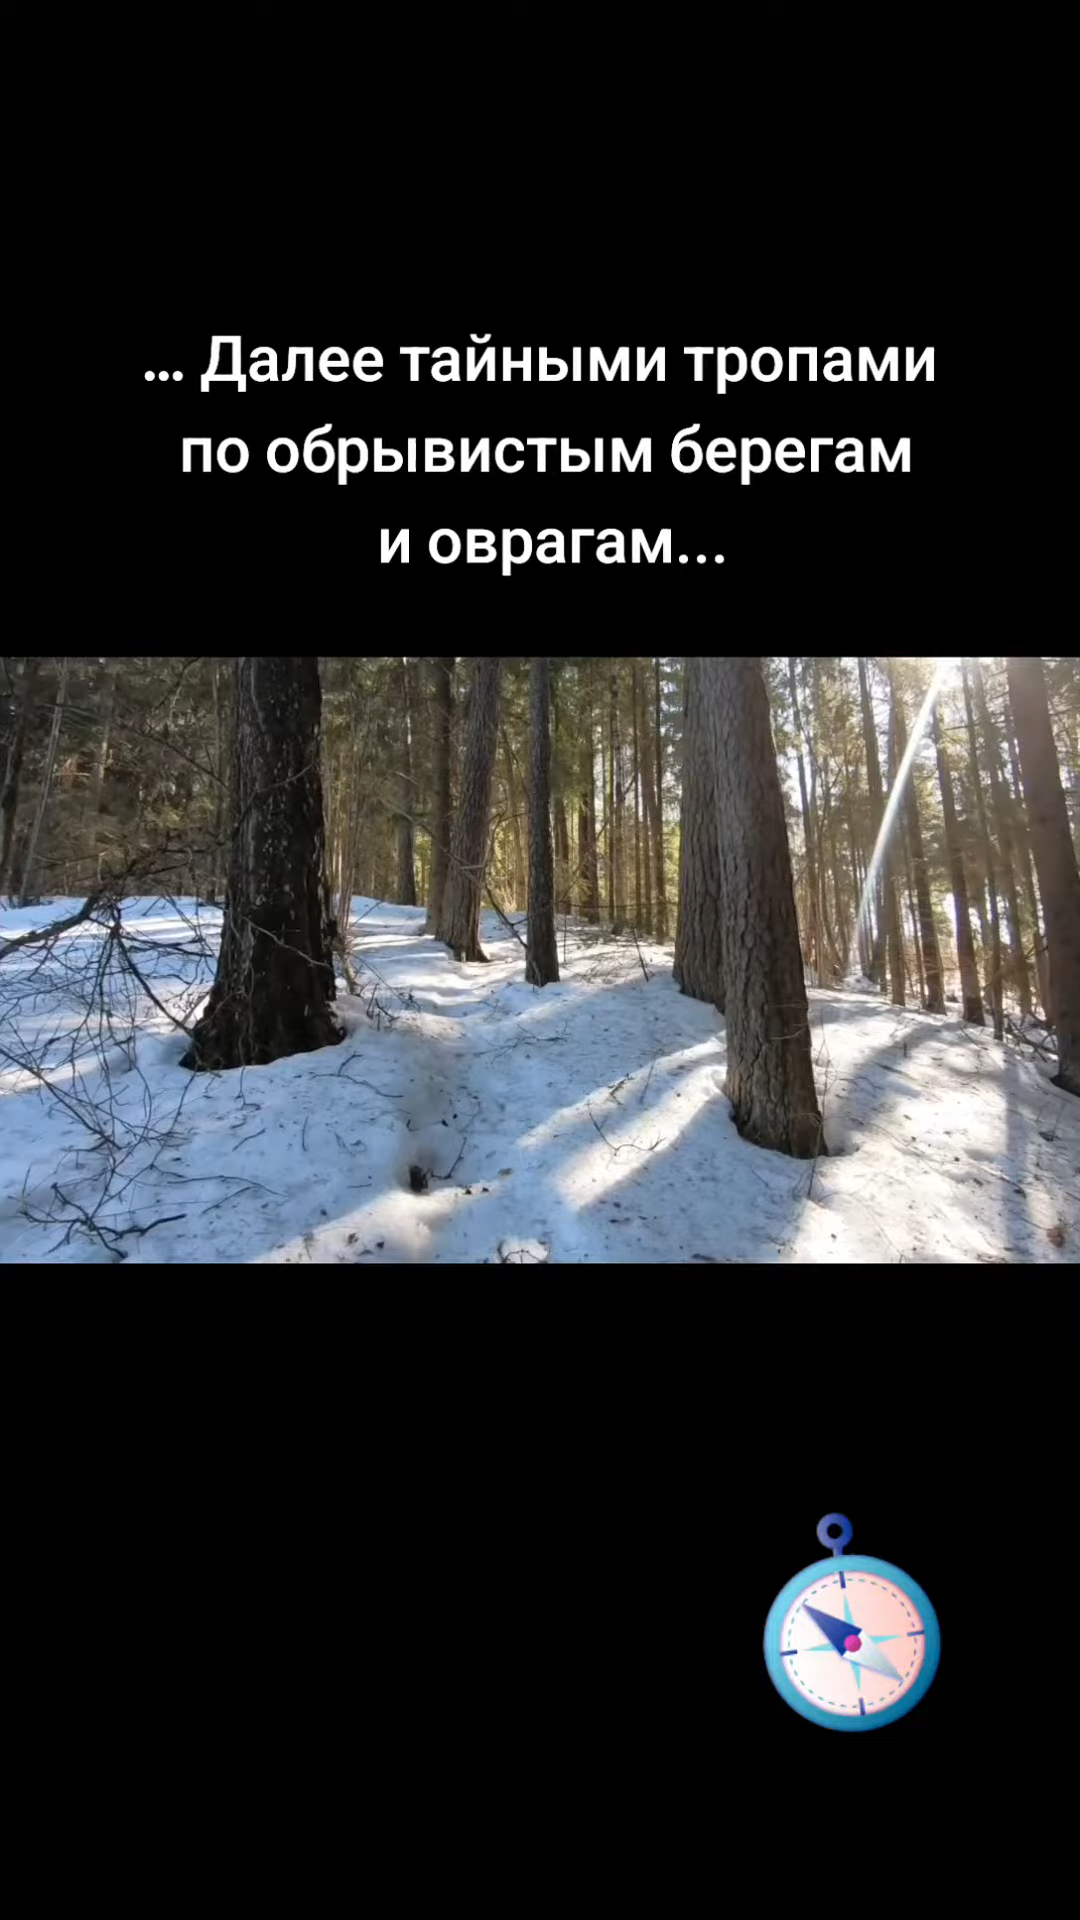 ... Далее тайными тропами
по обрывистым берегам
и оврагам...